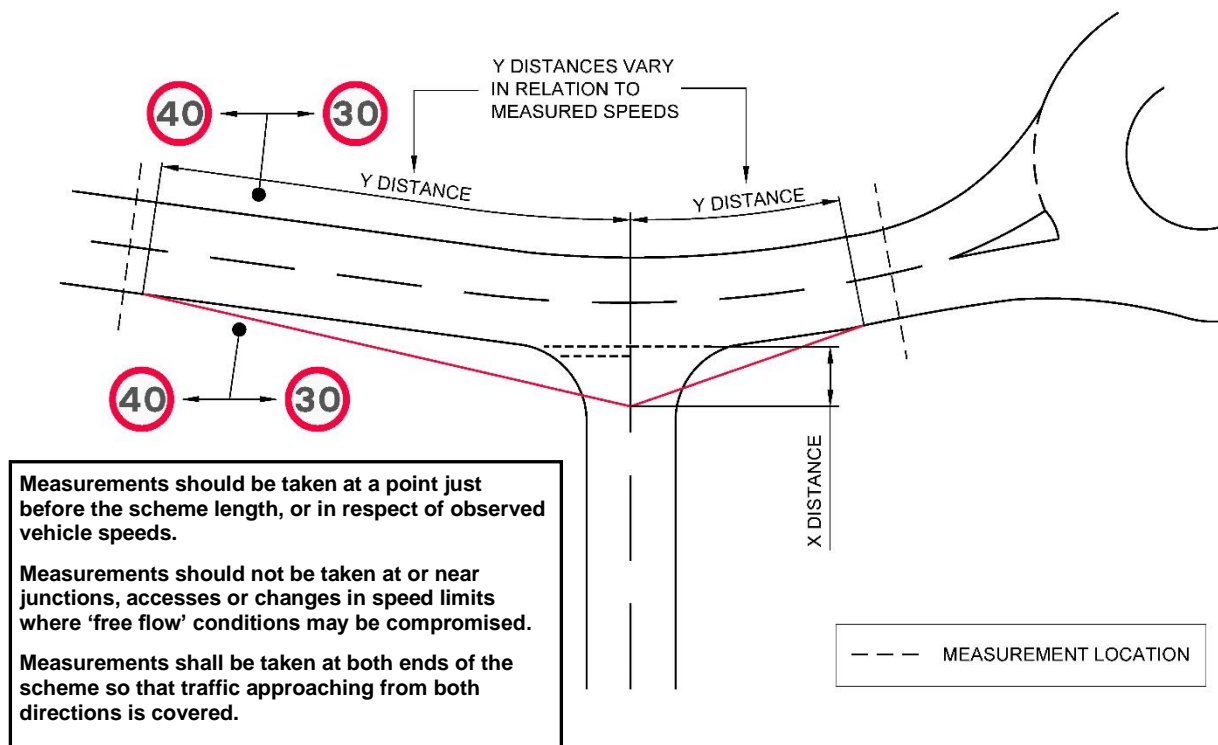 Y DISTANCES VARY
IN RELATION TO
MEASURED SPEEDS
40
30
Y DISTANCE
Y DISTANCE
40
30
X DISTANCE
Measurements should be taken at a point just
before the scheme length, or in respect of observed
vehicle speeds.
Measurements should not be taken at or near
junctions, accesses or changes in speed limits
where ‘free flow’ conditions may be compromised.
Measurements shall be taken at both ends of the
scheme so that traffic approaching from both
directions is covered.
MEASUREMENT LOCATION